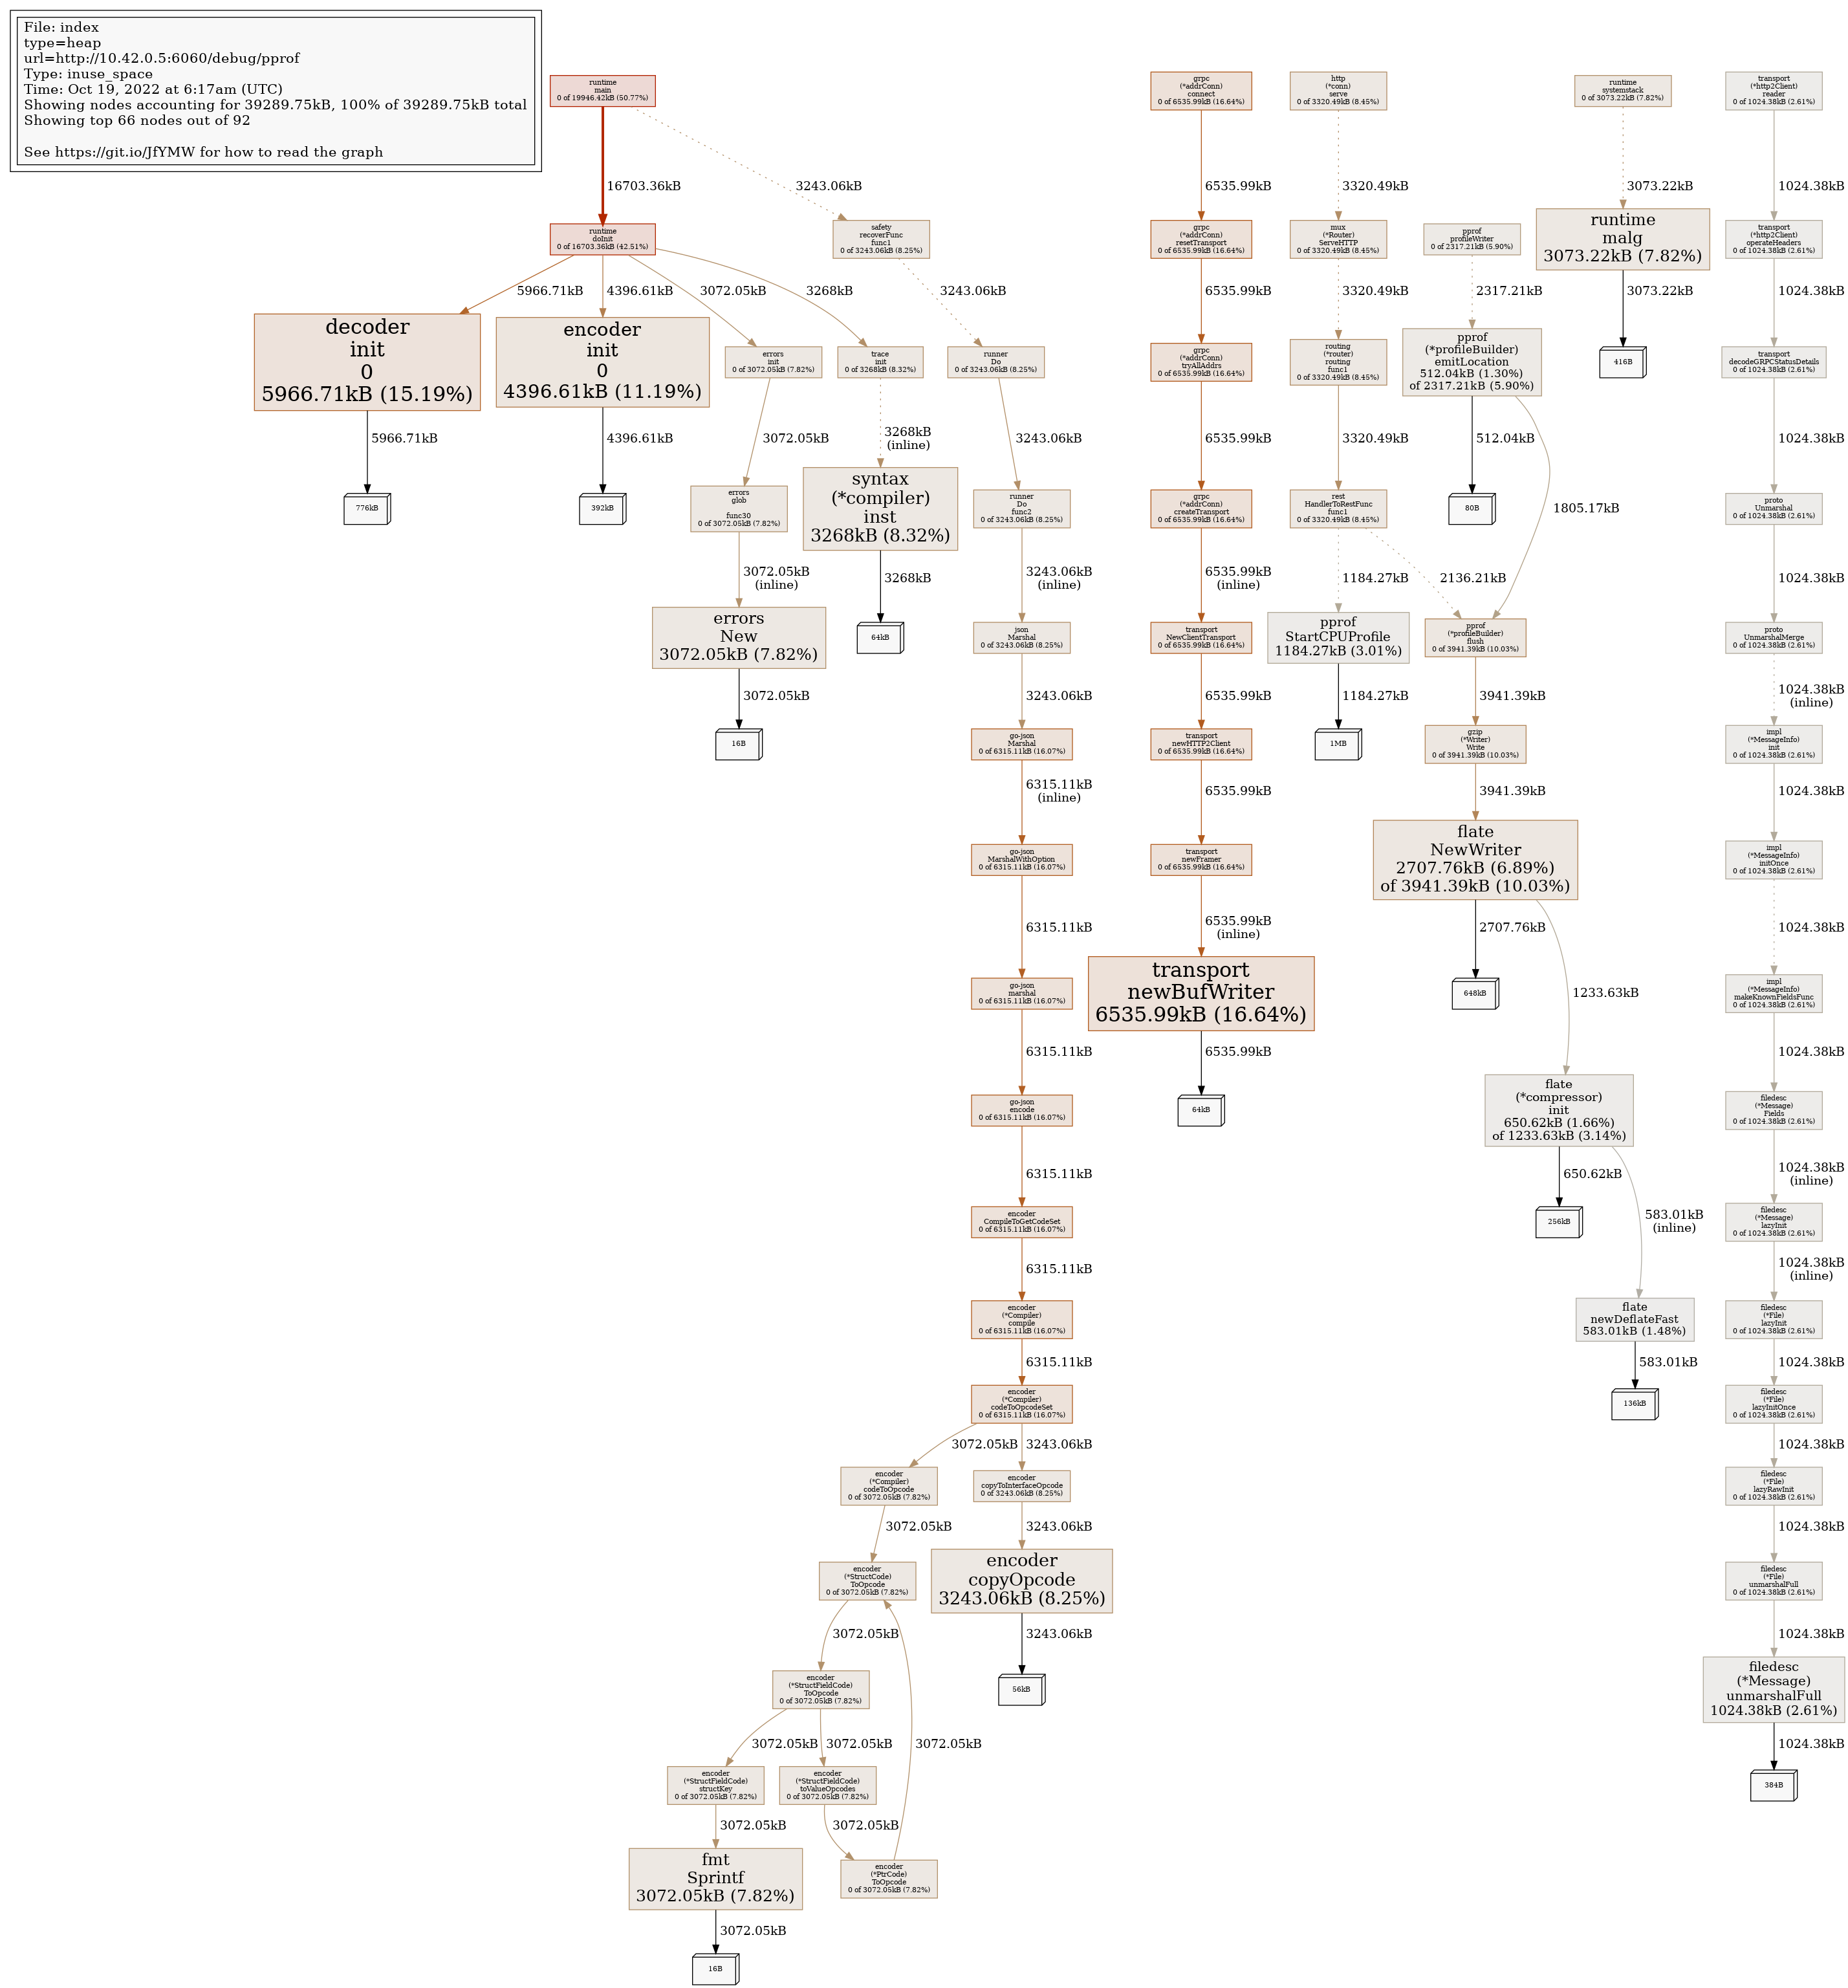 File: index
type=heap
url=http://10.42.0.5:6060/debug/pprof
Type: inuse_space
Time: Oct 19, 2022 at 6:17am (UTC)
Showing nodes accounting for 39289.75kB, 100% of 39289.75kB total
Showing top 66 nodes out of 92
See https://git.io/JfYMW for how to read the graph
runtime
main
0 of 19946.42kB (50.77%)
16703.36kB
3243.06kB
runtime
doInit
0 of 16703.36kB (42.51%)
safety
recoverFunc
func1
0 of 3243.06kB (8.25%)
5966.71kB
4396.61kB
3072.05kB
3268kB
3243.06kB
decoder
init
0
5966.71kB (15.19%)
5966.71kB
776kB
encoder
init
0
4396.61kB (11.19%)
4396.61kB
392kB
errors
init
0 of 3072.05kB (7.82%)
3072.05kB
errors
glob
func30
0 of 3072.05kB (7.82%)
3072.05kB
(inline)
errors
New
3072.05kB (7.82%)
3072.05kB
16B
trace
init
0 of 3268kB (8.32%)
3268kB
(inline)
syntax
(*compiler)
inst
3268kB (8.32%)
3268kB
64kB
runner
Do
0 of 3243.06kB (8.25%)
3243.06kB
runner
Do
func2
0 of 3243.06kB (8.25%)
3243.06kB
(inline)
json
Marshal
0 of 3243.06kB (8.25%)
3243.06kB
go-json
Marshal
0 of 6315.11kB (16.07%)
6315.11kB
(inline)
go-json
MarshalWithOption
0 of 6315.11kB (16.07%)
6315.11kB
go-json
marshal
0 of 6315.11kB (16.07%)
6315.11kB
go-json
encode
0 of 6315.11kB (16.07%)
6315.11kB
encoder
CompileToGetCodeSet
0 of 6315.11kB (16.07%)
6315.11kB
encoder
(*Compiler)
compile
0 of 6315.11kB (16.07%)
6315.11kB
encoder
(*Compiler)
codeToOpcodeSet
0 of 6315.11kB (16.07%)
3072.05kB
3243.06kB
encoder
(*Compiler)
codeToOpcode
0 of 3072.05kB (7.82%)
3072.05kB
encoder
copyToInterfaceOpcode
0 of 3243.06kB (8.25%)
3243.06kB
encoder
copyOpcode
3243.06kB (8.25%)
3243.06kB
56kB
encoder
(*StructCode)
ToOpcode
0 of 3072.05kB (7.82%)
3072.05kB
encoder
(*StructFieldCode)
ToOpcode
0 of 3072.05kB (7.82%)
3072.05kB
3072.05kB
3072.05kB
encoder
(*StructFieldCode)
structKey
0 of 3072.05kB (7.82%)
3072.05kB
encoder
(*StructFieldCode)
toValueOpcodes
0 of 3072.05kB (7.82%)
3072.05kB
encoder
(*PtrCode)
ToOpcode
0 of 3072.05kB (7.82%)
fmt
Sprintf
3072.05kB (7.82%)
3072.05kB
16B
grpc
(*addrConn)
connect
0 of 6535.99kB (16.64%)
6535.99kB
grpc
(*addrConn)
resetTransport
0 of 6535.99kB (16.64%)
6535.99kB
grpc
(*addrConn)
tryAllAddrs
0 of 6535.99kB (16.64%)
6535.99kB
grpc
(*addrConn)
createTransport
0 of 6535.99kB (16.64%)
6535.99kB
(inline)
transport
NewClientTransport
0 of 6535.99kB (16.64%)
6535.99kB
transport
newHTTP2Client
0 of 6535.99kB (16.64%)
6535.99kB
transport
newFramer
0 of 6535.99kB (16.64%)
6535.99kB
(inline)
transport
newBufWriter
6535.99kB (16.64%)
6535.99kB
64kB
http
(*conn)
serve
0 of 3320.49kB (8.45%)
3320.49kB
mux
(*Router)
ServeHTTP
0 of 3320.49kB (8.45%)
3320.49kB
routing
(*router)
routing
func1
0 of 3320.49kB (8.45%)
3320.49kB
rest
HandlerToRestFunc
func1
0 of 3320.49kB (8.45%)
1184.27kB
2136.21kB
pprof
StartCPUProfile
1184.27kB (3.01%)
1184.27kB
1MB
pprof
profileWriter
0 of 2317.21kB (5.90%)
2317.21kB
pprof
(*profileBuilder)
emitLocation
512.04kB (1.30%)
of 2317.21kB (5.90%)
512.04kB
80B
1805.17kB
pprof
(*profileBuilder)
flush
0 of 3941.39kB (10.03%)
3941.39kB
gzip
(*Writer)
Write
0 of 3941.39kB (10.03%)
3941.39kB
flate
NewWriter
2707.76kB (6.89%)
of 3941.39kB (10.03%)
2707.76kB
648kB
1233.63kB
flate
(*compressor)
init
650.62kB (1.66%)
of 1233.63kB (3.14%)
650.62kB
256kB
583.01kB
(inline)
flate
newDeflateFast
583.01kB (1.48%)
583.01kB
136kB
runtime
systemstack
0 of 3073.22kB (7.82%)
3073.22kB
runtime
malg
3073.22kB (7.82%)
3073.22kB
416B
transport
(*http2Client)
reader
0 of 1024.38kB (2.61%)
1024.38kB
transport
(*http2Client)
operateHeaders
0 of 1024.38kB (2.61%)
1024.38kB
transport
decodeGRPCStatusDetails
0 of 1024.38kB (2.61%)
1024.38kB
proto
Unmarshal
0 of 1024.38kB (2.61%)
1024.38kB
proto
UnmarshalMerge
0 of 1024.38kB (2.61%)
1024.38kB
(inline)
impl
(*MessageInfo)
init
0 of 1024.38kB (2.61%)
1024.38kB
impl
(*MessageInfo)
initOnce
0 of 1024.38kB (2.61%)
1024.38kB
impl
(*MessageInfo)
makeKnownFieldsFunc
0 of 1024.38kB (2.61%)
1024.38kB
filedesc
(*Message)
Fields
0 of 1024.38kB (2.61%)
1024.38kB
(inline)
filedesc
(*Message)
lazyInit
0 of 1024.38kB (2.61%)
1024.38kB
(inline)
filedesc
(*File)
lazyInit
0 of 1024.38kB (2.61%)
1024.38kB
filedesc
(*File)
lazyInitOnce
0 of 1024.38kB (2.61%)
1024.38kB
filedesc
(*File)
lazyRawInit
0 of 1024.38kB (2.61%)
1024.38kB
filedesc
(*File)
unmarshalFull
0 of 1024.38kB (2.61%)
1024.38kB
filedesc
(*Message)
unmarshalFull
1024.38kB (2.61%)
1024.38kB
384B